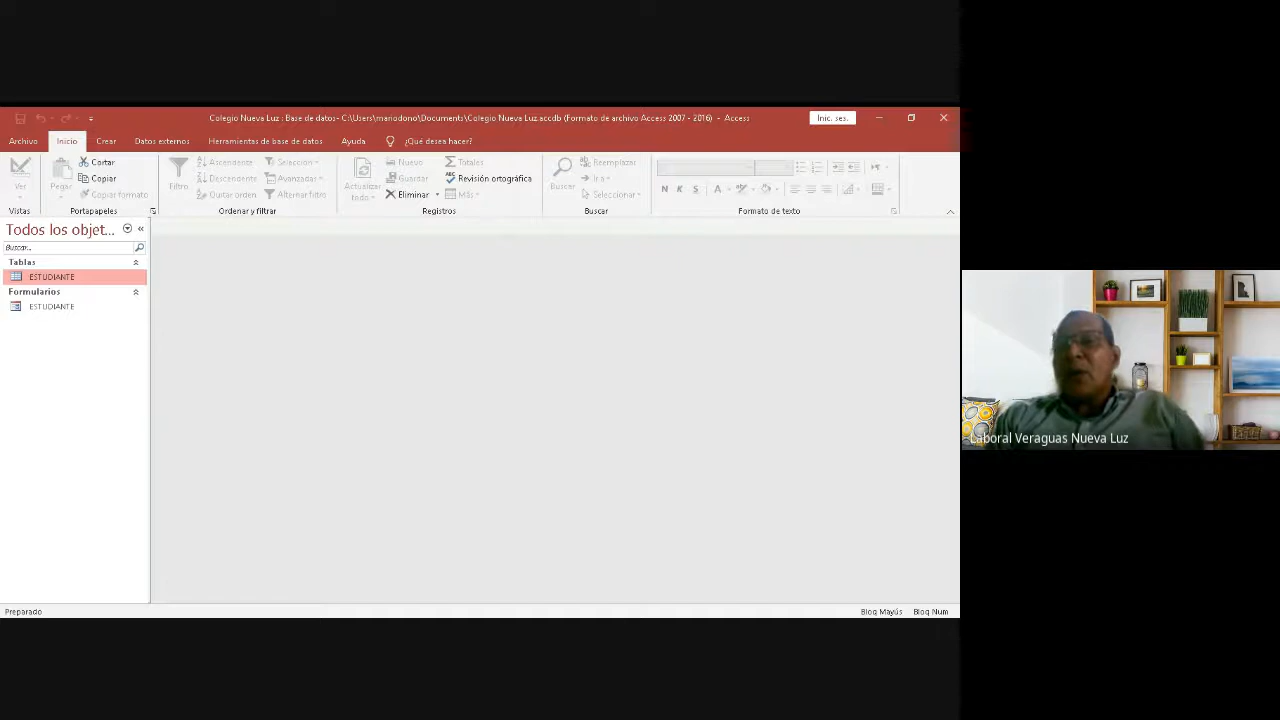 Colegio Nueva Luz : Base de datos- C:\Users\mariodono\Documents\Colegio Nueva Luz.accdb (Formato de archivo Access 2007 - 2016) - Access
Inic. ses.
Archivo Inicio Crear Datos externos Herramientas de base de datos Ayuda ¿Qué desea hacer?
Ver
Pegar
Cortar
Copiar
Copiar formato
Filtro
Ascendente
Descendente
Quitar orden
Selección
Avanzadas
Alternar filtro
Actualizar
todo
Nuevo
Guardar
Eliminar
Totales
Revisión ortográfica
Más
Buscar
Reemplazar
Ir a
Seleccionar
N K S
Vistas Portapapeles Ordenar y filtrar Registros Buscar Formato de texto
Todos los objet...
Buscar...
Tablas
ESTUDIANTE
Formularios
ESTUDIANTE
Laboral Veraguas Nueva Luz
Preparado
Bloq Mayús Bloq Num